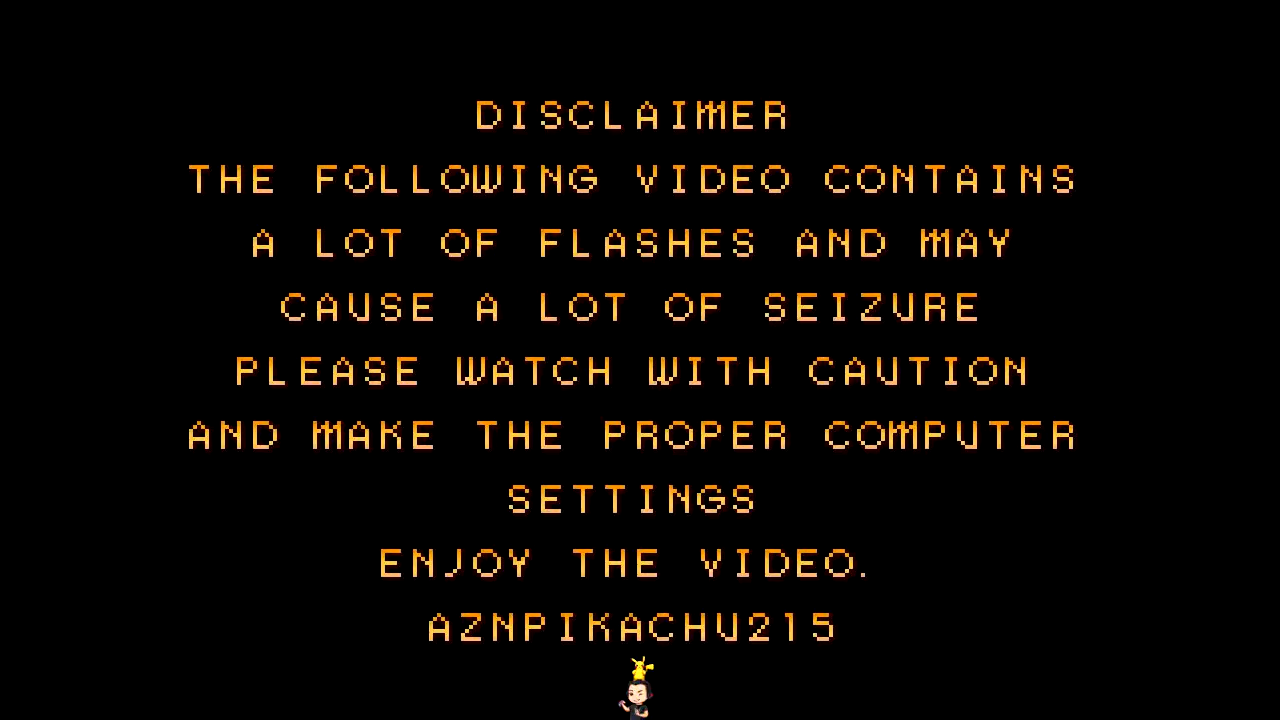 DISCLAIMER
THE FOLLOWING VIDEO CONTAINS
A LOT OF FLASHES AND MAY
CAUSE A LOT OF SEIZURE
PLEASE WATCH WITH CAUTION
AND MAKE THE PROPER COMPUTER
SETTINGS
ENJOY THE VIDEO.
AZNPIKACHU215